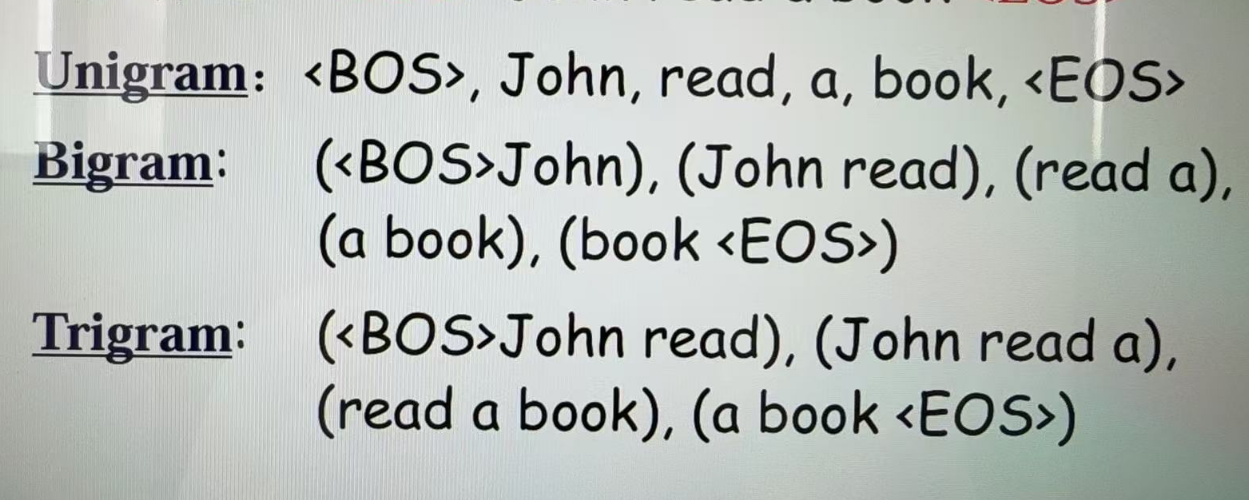 Unigram: <BOS>, John, read, a, book, <EOS>
Bigram: (<BOS>John), (John read), (read a),
(a book), (book <EOS>)
Trigram: (<BOS>John read), (John read a),
(read a book), (a book <EOS>)